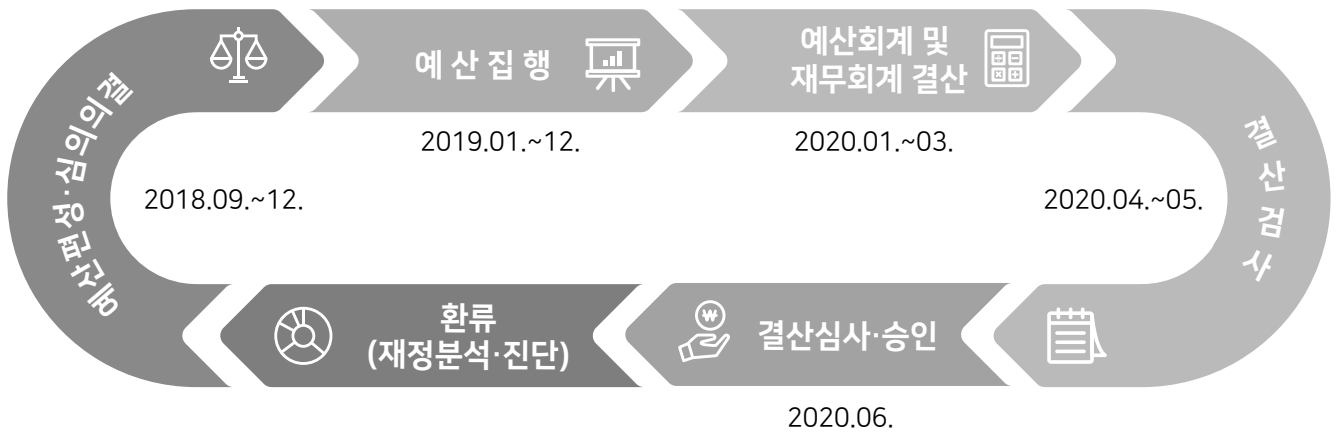 예산편성·심의의결
2018.09.~12.
예 산 집 행
2019.01.~12.
예산회계 및
재무회계 결산
2020.01.~03.
결산검사
2020.04.~05.
결산심사·승인
2020.06.
환류
(재정분석·진단)